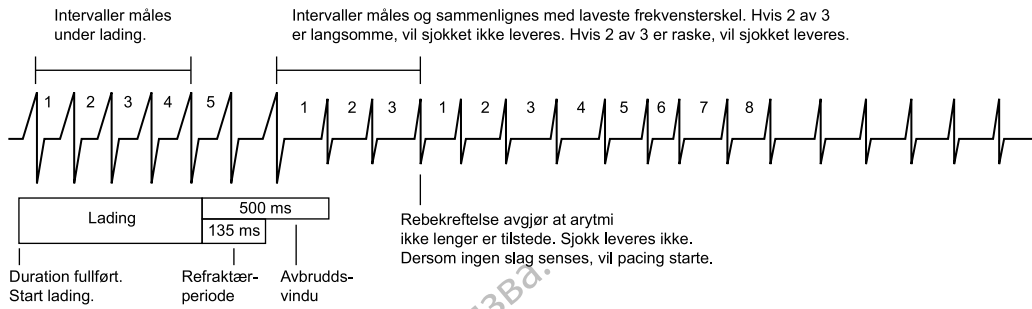 Intervaller måles
under lading.
Intervaller måles og sammenlignes med laveste frekvensterskel. Hvis 2 av 3
er langsomme, vil sjokket ikke leveres. Hvis 2 av 3 er raske, vil sjokket leveres.
1 2 3 4 5 1 2 3 1 2 3 4 5 6 7 8
Lading
500 ms
135 ms
Duration fullført.
Start lading.
Refraktær-
periode
Avbrudds-
vindu
Rebekreftelse avgjør at arytmi
ikke lenger er tilstede. Sjokk leveres ikke.
Dersom ingen slag senses, vil pacing starte.